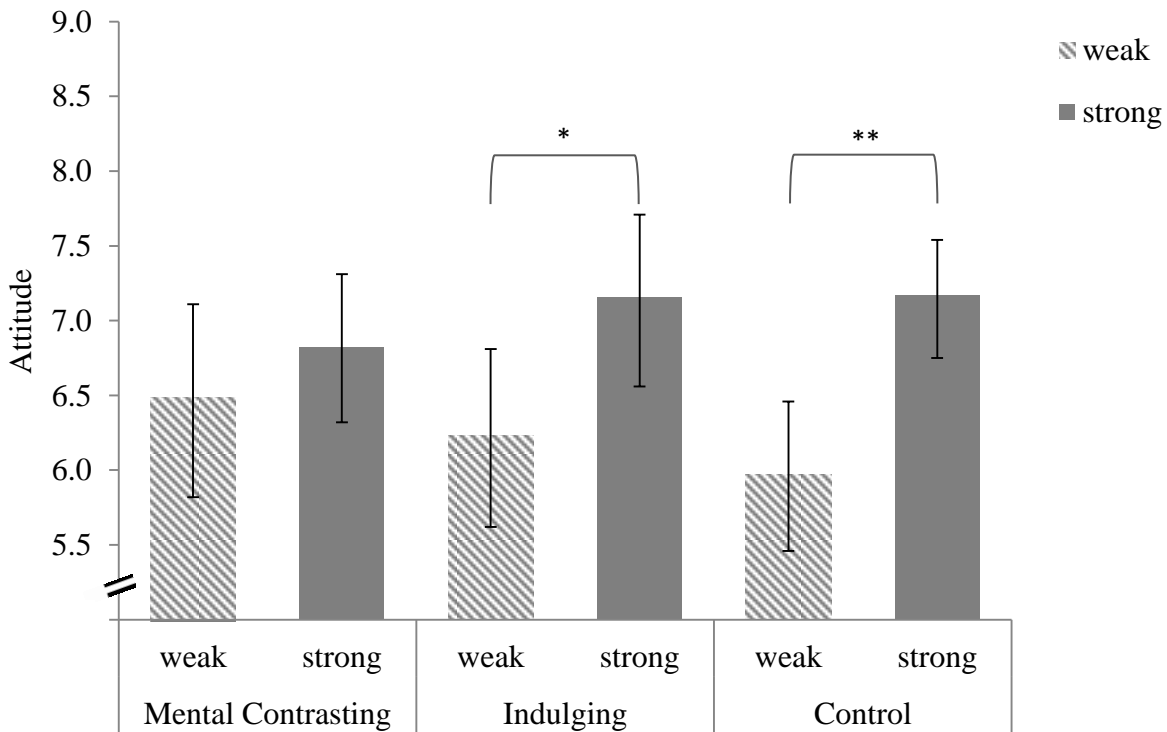 9.0
8.5
8.0
7.5
7.0
6.5
6.0
5.5
Attitude
weak
strong
*
**
weak strong weak strong weak strong
Mental Contrasting Indulging Control